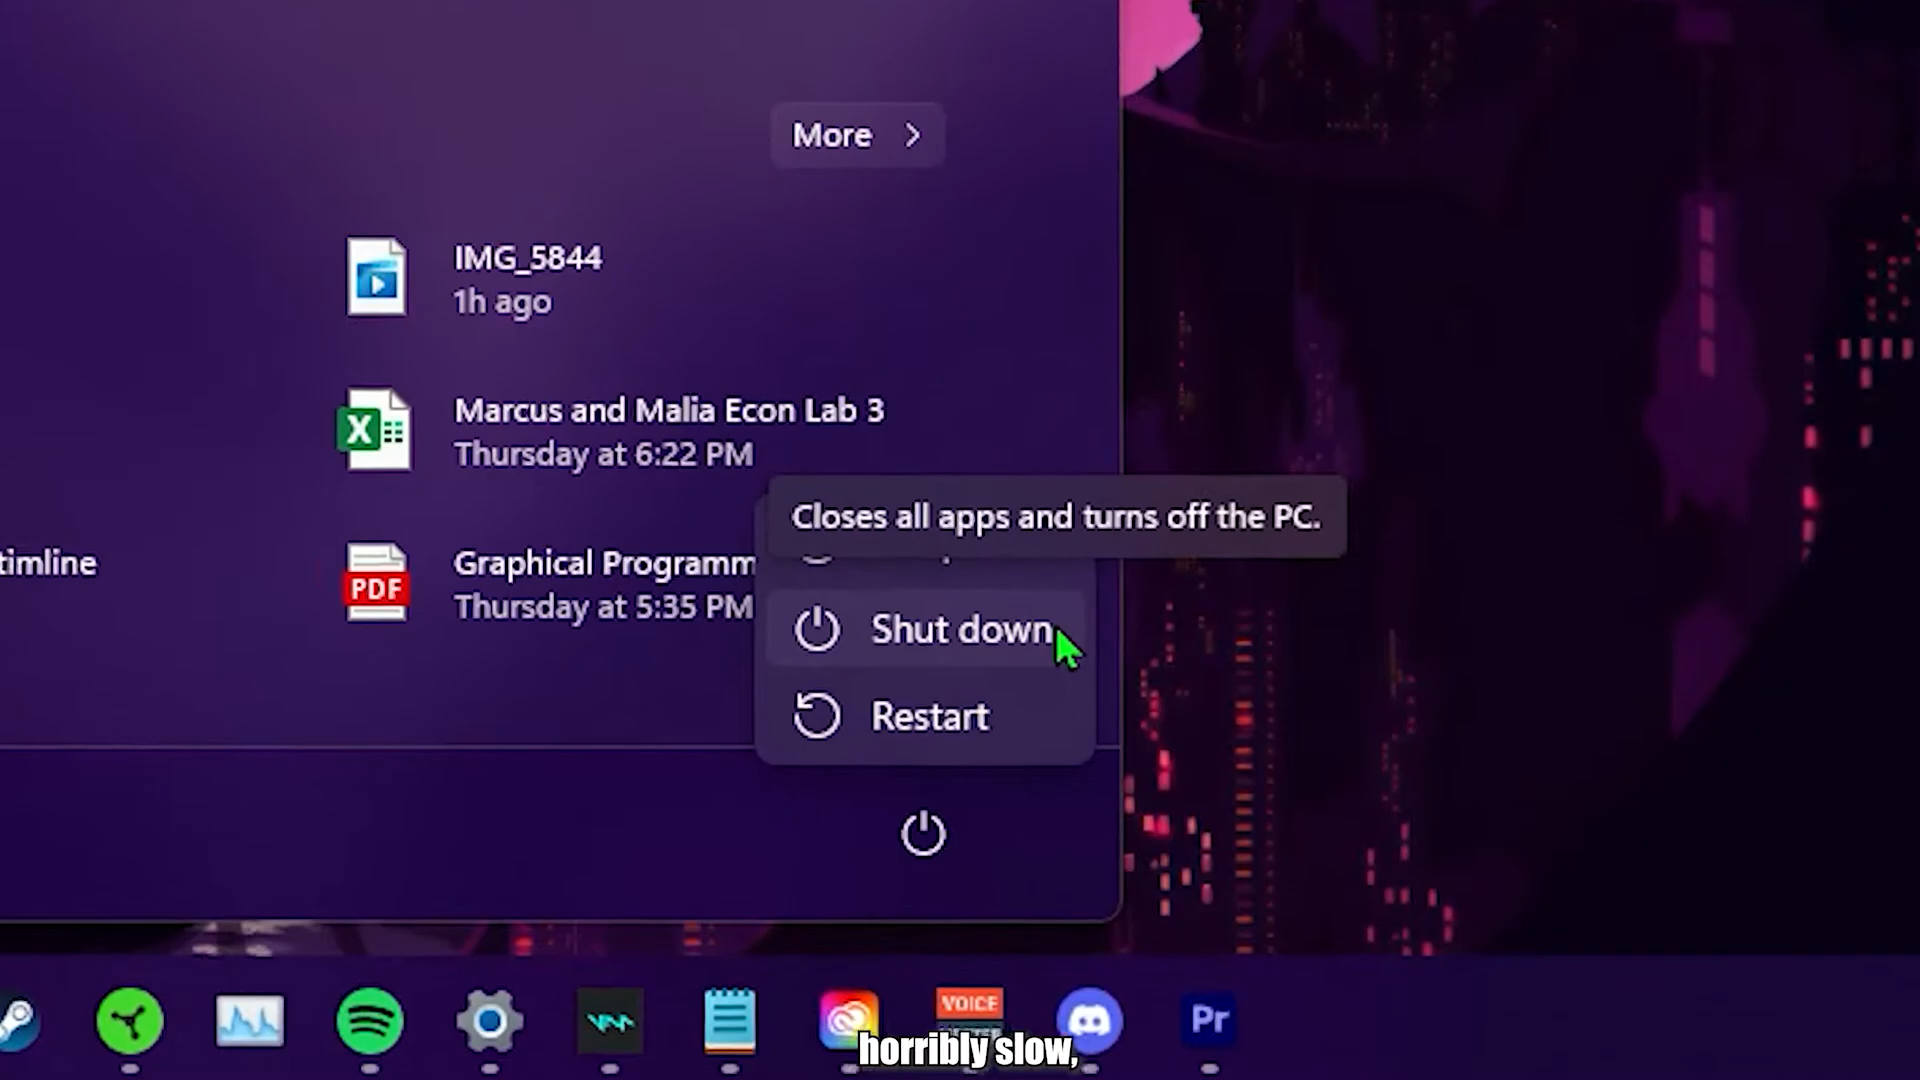 More
IMG_5844
1h ago
Marcus and Malia Econ Lab 3
Thursday at 6:22 PM
Closes all apps and turns off the PC.
timline
Graphical Programm
Thursday at 5:35 PM
PDF
Shut down
Restart
VOICE
Pr
horribly slow,